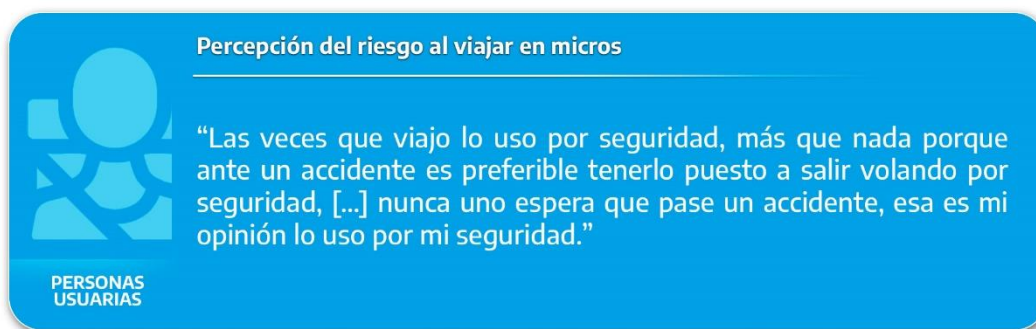 Percepción del riesgo al viajar en micros
“Las veces que viajo lo uso por seguridad, más que nada porque
ante un accidente es preferible tenerlo puesto a salir volando por
seguridad, [...] nunca uno espera que pase un accidente, esa es mi
opinión lo uso por mi seguridad.”
PERSONAS
USUARIAS